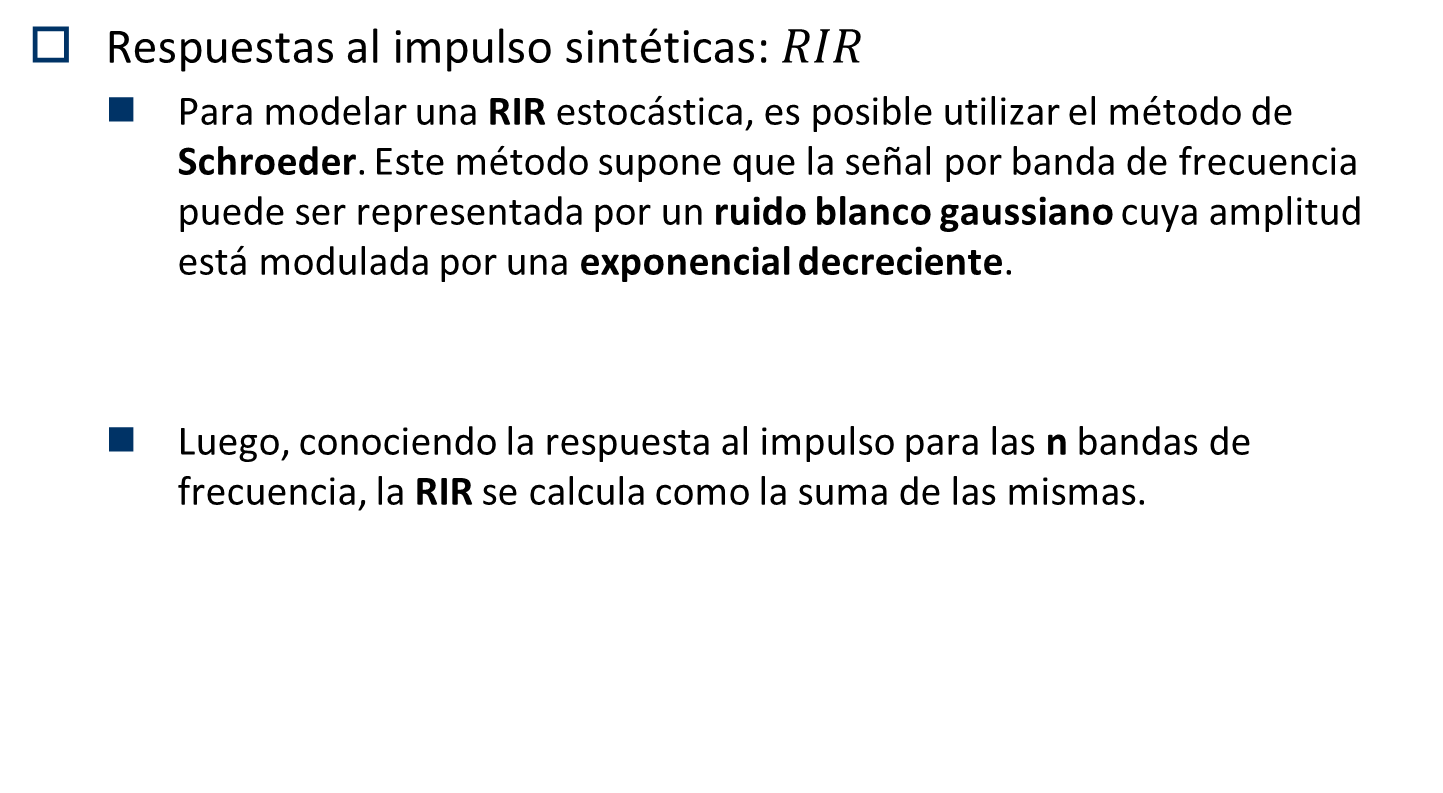 Respuestas al impulso sintéticas: RIR
Para modelar una RIR estocástica, es posible utilizar el método de
Schroeder. Este método supone que la señal por banda de frecuencia
puede ser representada por un ruido blanco gaussiano cuya amplitud
está modulada por una exponencial decreciente.
Luego, conociendo la respuesta al impulso para las n bandas de
frecuencia, la RIR se calcula como la suma de las mismas.